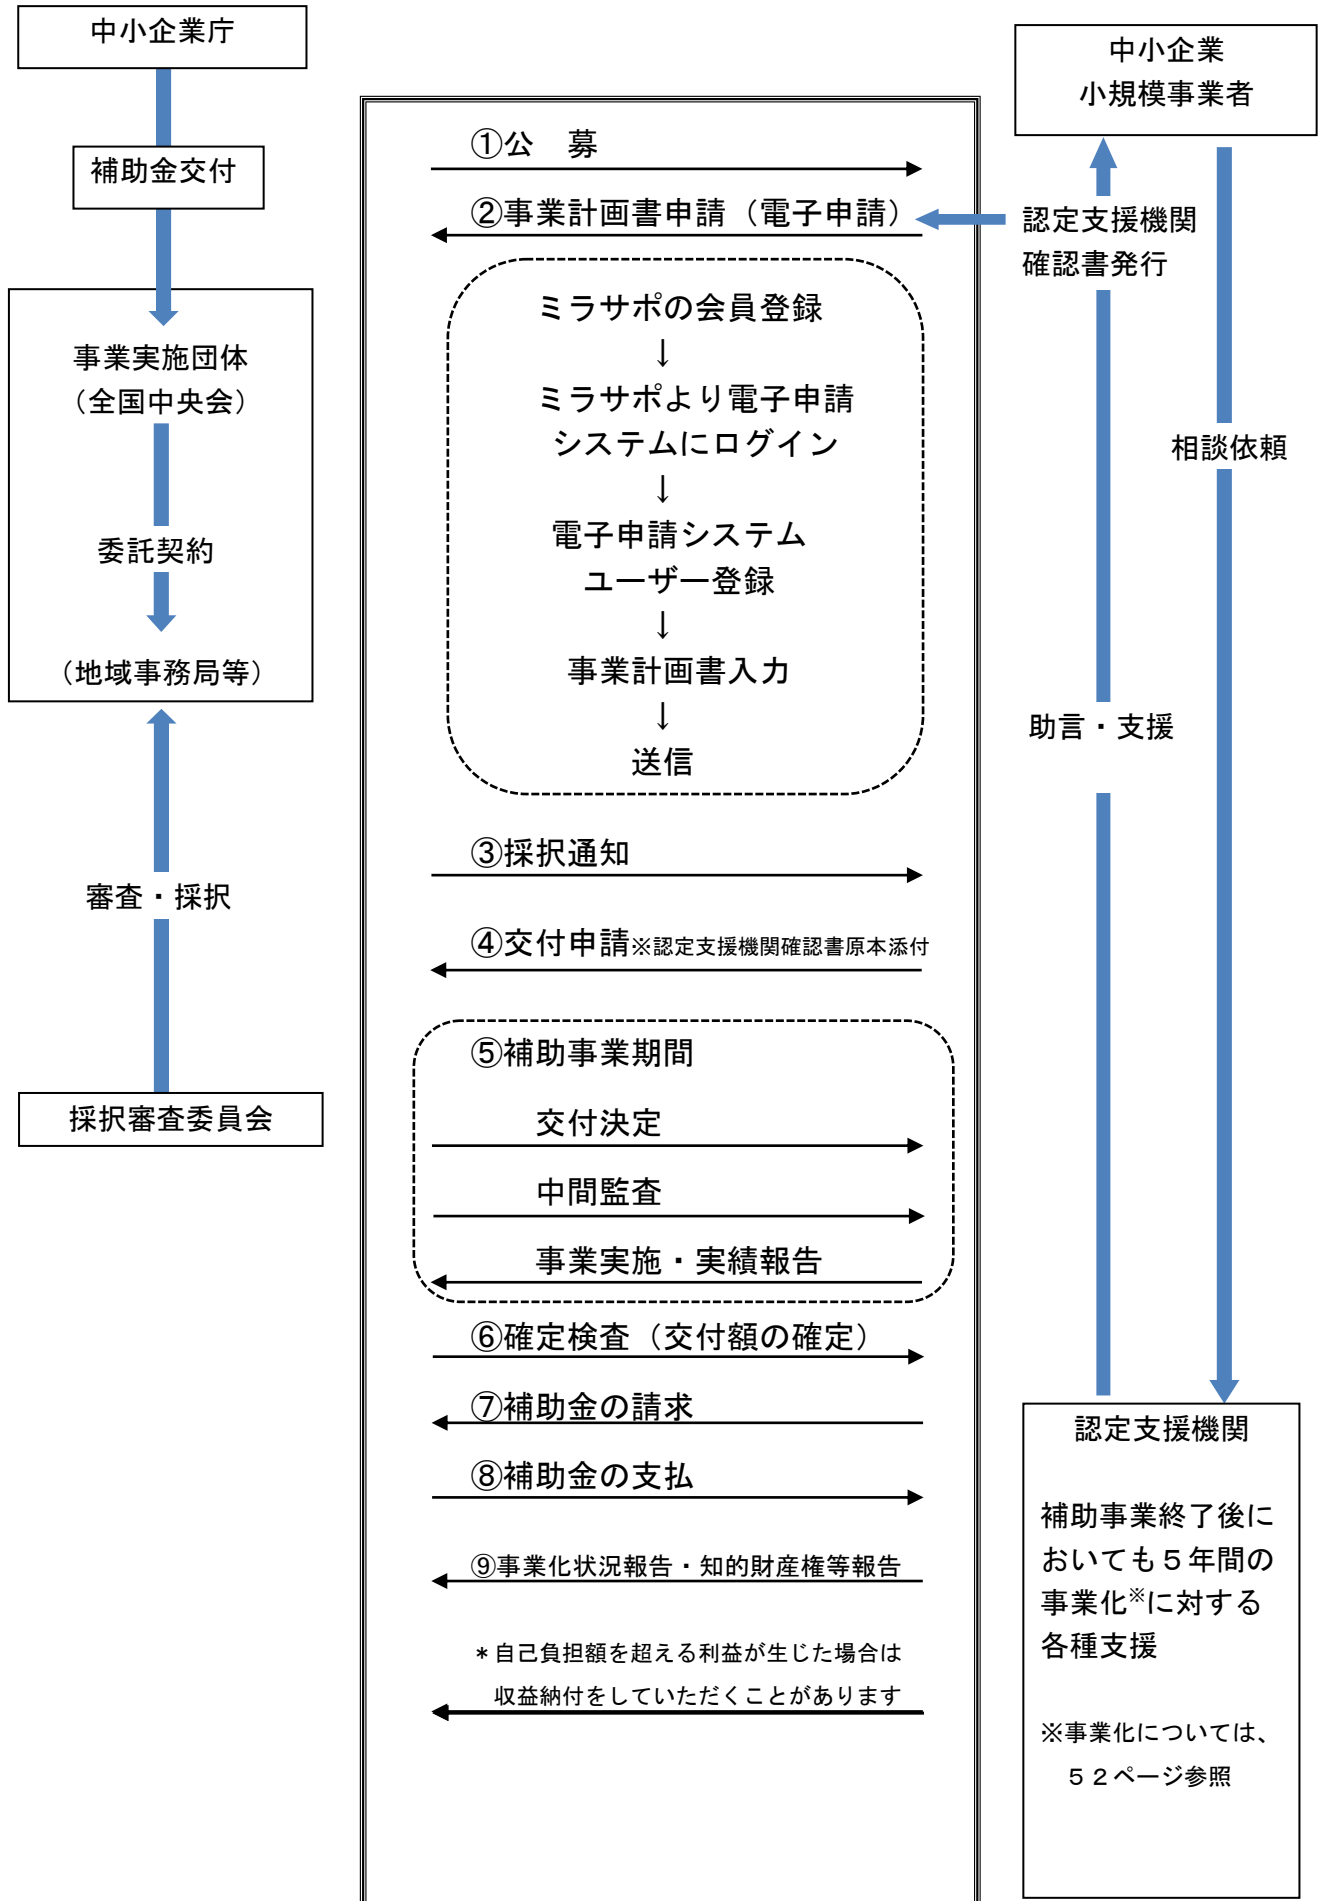 中小企業庁
補助金交付
事業実施団体
（全国中央会）
委託契約
（地域事務局等）
審査・採択
採択審査委員会
①公　募
②事業計画書申請（電子申請）
ミラサポの会員登録
↓
ミラサポより電子申請
システムにログイン
↓
電子申請システム
ユーザー登録
↓
事業計画書入力
↓
送信
③採択通知
④交付申請※認定支援機関確認書原本添付
⑤補助事業期間
交付決定
中間監査
事業実施・実績報告
⑥確定検査（交付額の確定）
⑦補助金の請求
⑧補助金の支払
⑨事業化状況報告・知的財産権等報告
＊自己負担額を超える利益が生じた場合は
収益納付をしていただくことがあります
中小企業
小規模事業者
認定支援機関
確認書発行
相談依頼
助言・支援
認定支援機関
補助事業終了後に
おいても５年間の
事業化※に対する
各種支援
※事業化については、
５２ページ参照